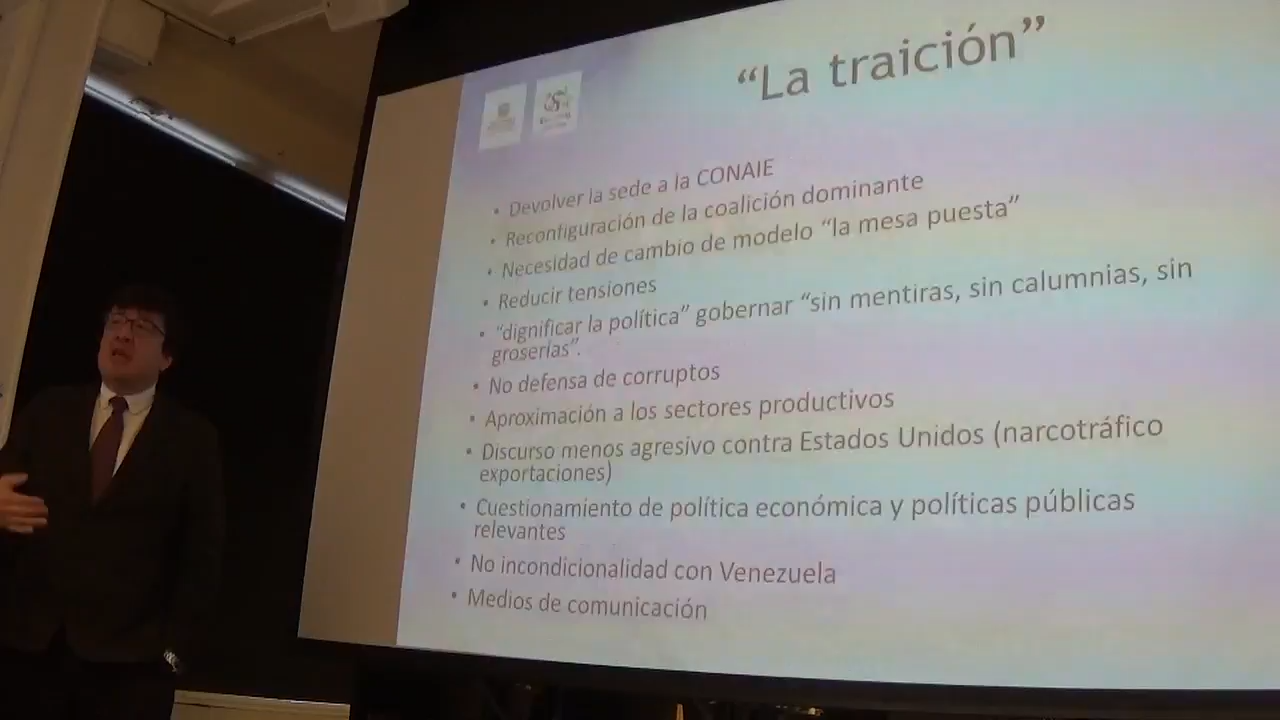 “La traición”
• Devolver la sede a la CONAIE
• Reconfiguración de la coalición dominante
• Necesidad de cambio de modelo “la mesa puesta”
• Reducir tensiones
• “dignificar la política” gobernar “sin mentiras, sin calumnias, sin
groserías”.
• No defensa de corruptos
• Aproximación a los sectores productivos
• Discurso menos agresivo contra Estados Unidos (narcotráfico
exportaciones)
• Cuestionamiento de política económica y políticas públicas
relevantes
• No incondicionalidad con Venezuela
• Medios de comunicación